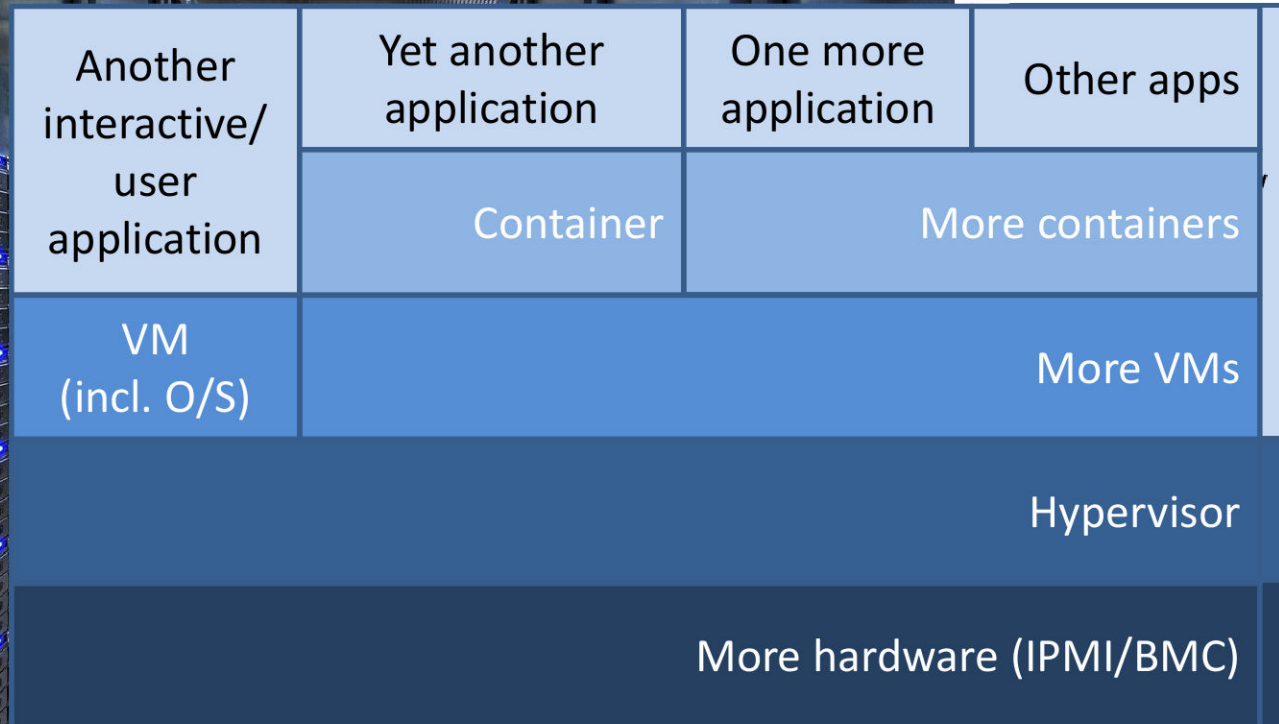 Another
interactive/
user
application
Yet another
application
One more
application
Other apps
Container
More containers
VM
(incl. O/S)
More VMs
Hypervisor
More hardware (IPMI/BMC)